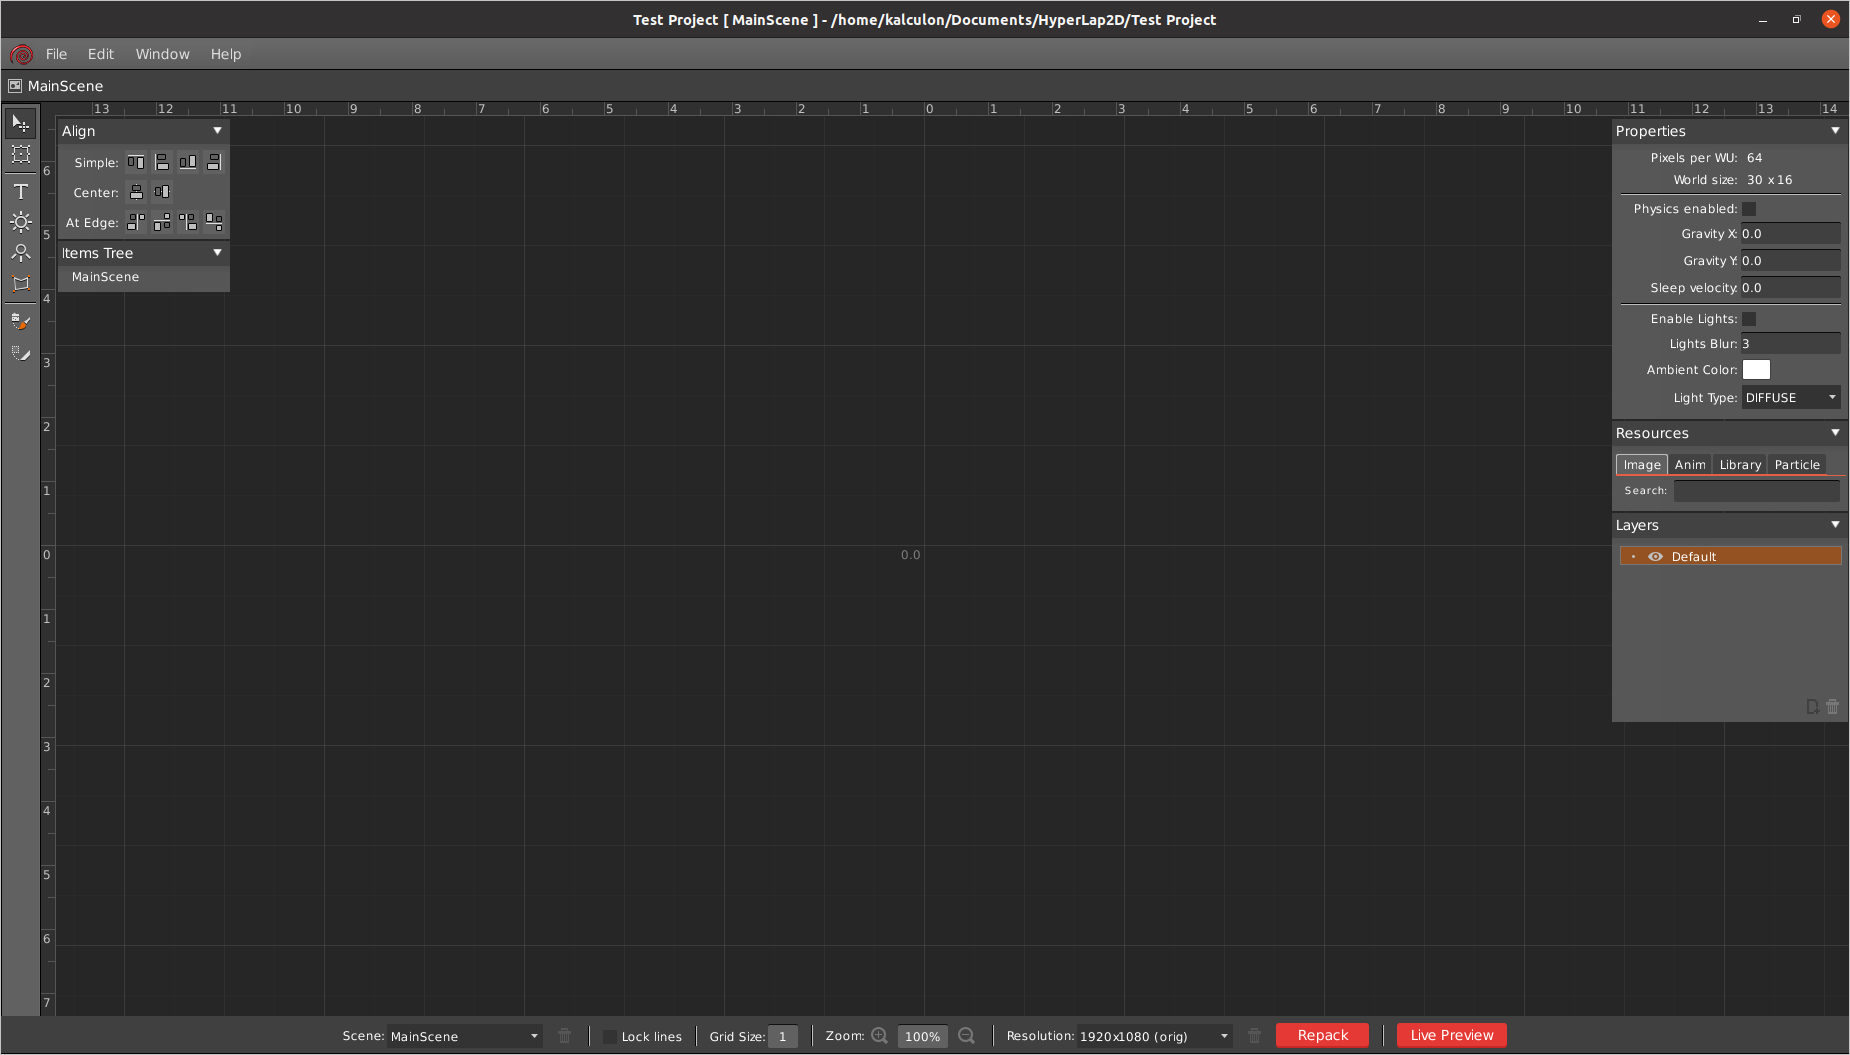 Test Project [ MainScene ] - /home/kalculon/Documents/HyperLap2D/Test Project
File Edit Window Help
MainScene
13 12 11 10 9 8 7 6 5 4 3 2 1 0 1 2 3 4 5 6 7 8 9 10 11 12 13 14
6
5
4
3
2
1
0
1
2
3
4
5
6
7
Align
Simple:
Center:
At Edge:
Items Tree
MainScene
T
0.0
Properties
Pixels per WU: 64
World size: 30 x 16
Physics enabled:
Gravity X: 0.0
Gravity Y: 0.0
Sleep velocity: 0.0
Enable Lights:
Lights Blur: 3
Ambient Color:
Light Type: DIFFUSE
Resources
Image Anim Library Particle
Search:
Layers
Default
Scene: MainScene Lock lines Grid Size: 1 Zoom: 100% Resolution: 1920x1080 (orig) Repack Live Preview